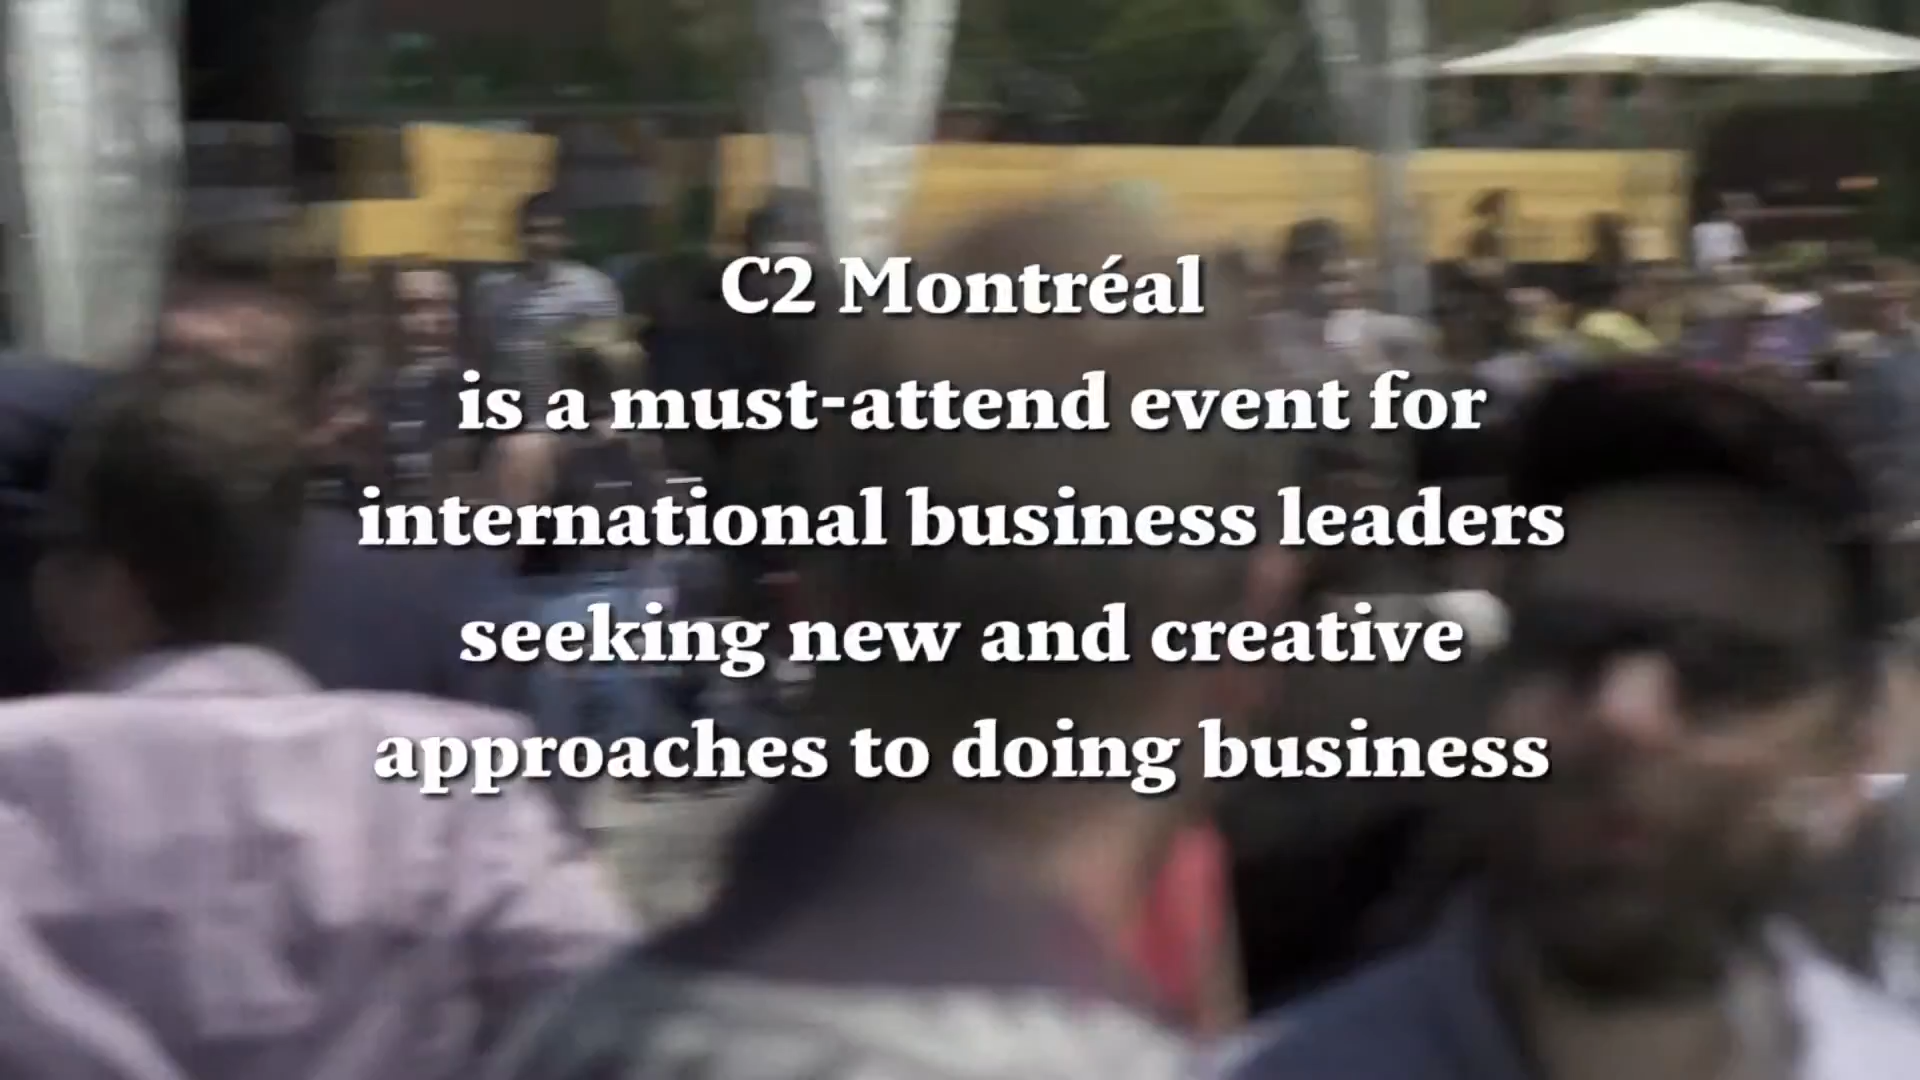 C2 Montréal
is a must-attend event for
international business leaders
seeking new and creative
approaches to doing business